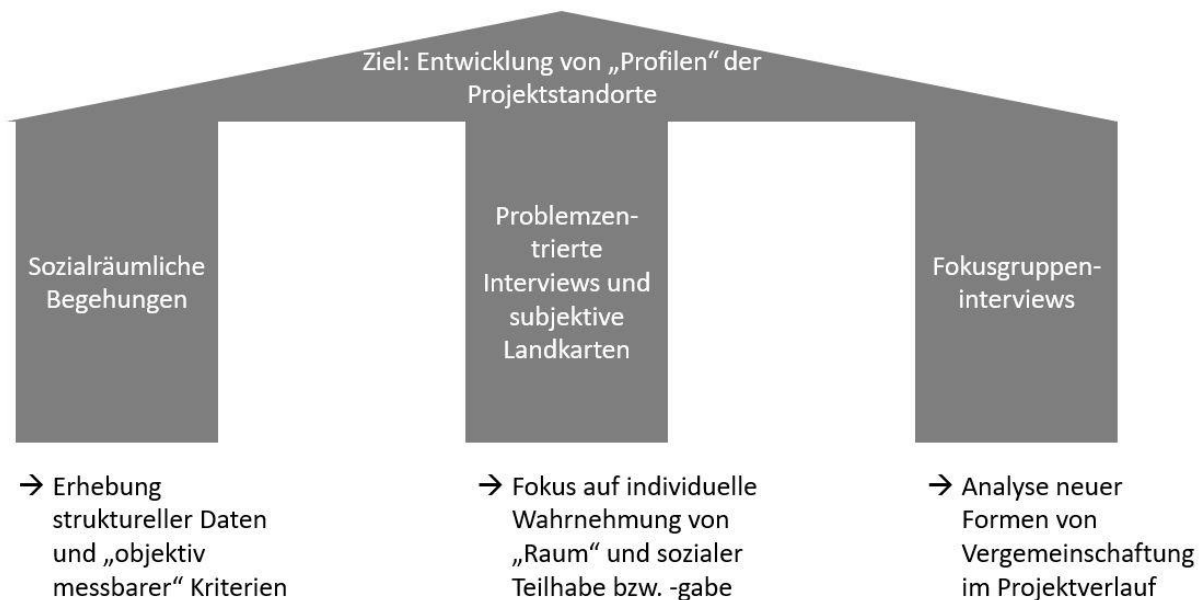 Ziel: Entwicklung von „Profilen“ der
Projektstandorte
Sozialräumliche
Begehungen
Problemzen-
trierte
Interviews und
subjektive
Landkarten
Fokusgruppen-
interviews
→ Erhebung
struktureller Daten
und „objektiv
messbarer“ Kriterien
→ Fokus auf individuelle
Wahrnehmung von
„Raum“ und sozialer
Teilhabe bzw. -gabe
→ Analyse neuer
Formen von
Vergemeinschaftung
im Projektverlauf